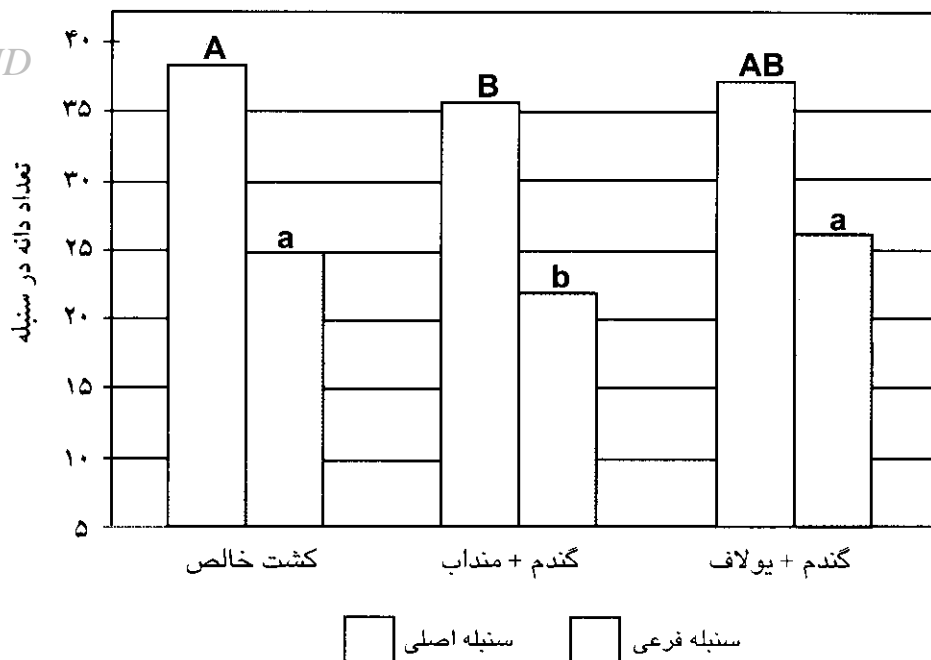 تعداد دانه در سنبله
۴۰
۳۵
۳۰
۲۵
۲۰
۱۵
۱۰
۵
A
a
B
b
AB
a
کشت خالص
گندم + منداب
گندم + یولاف
سنبله اصلی
سنبله فرعی